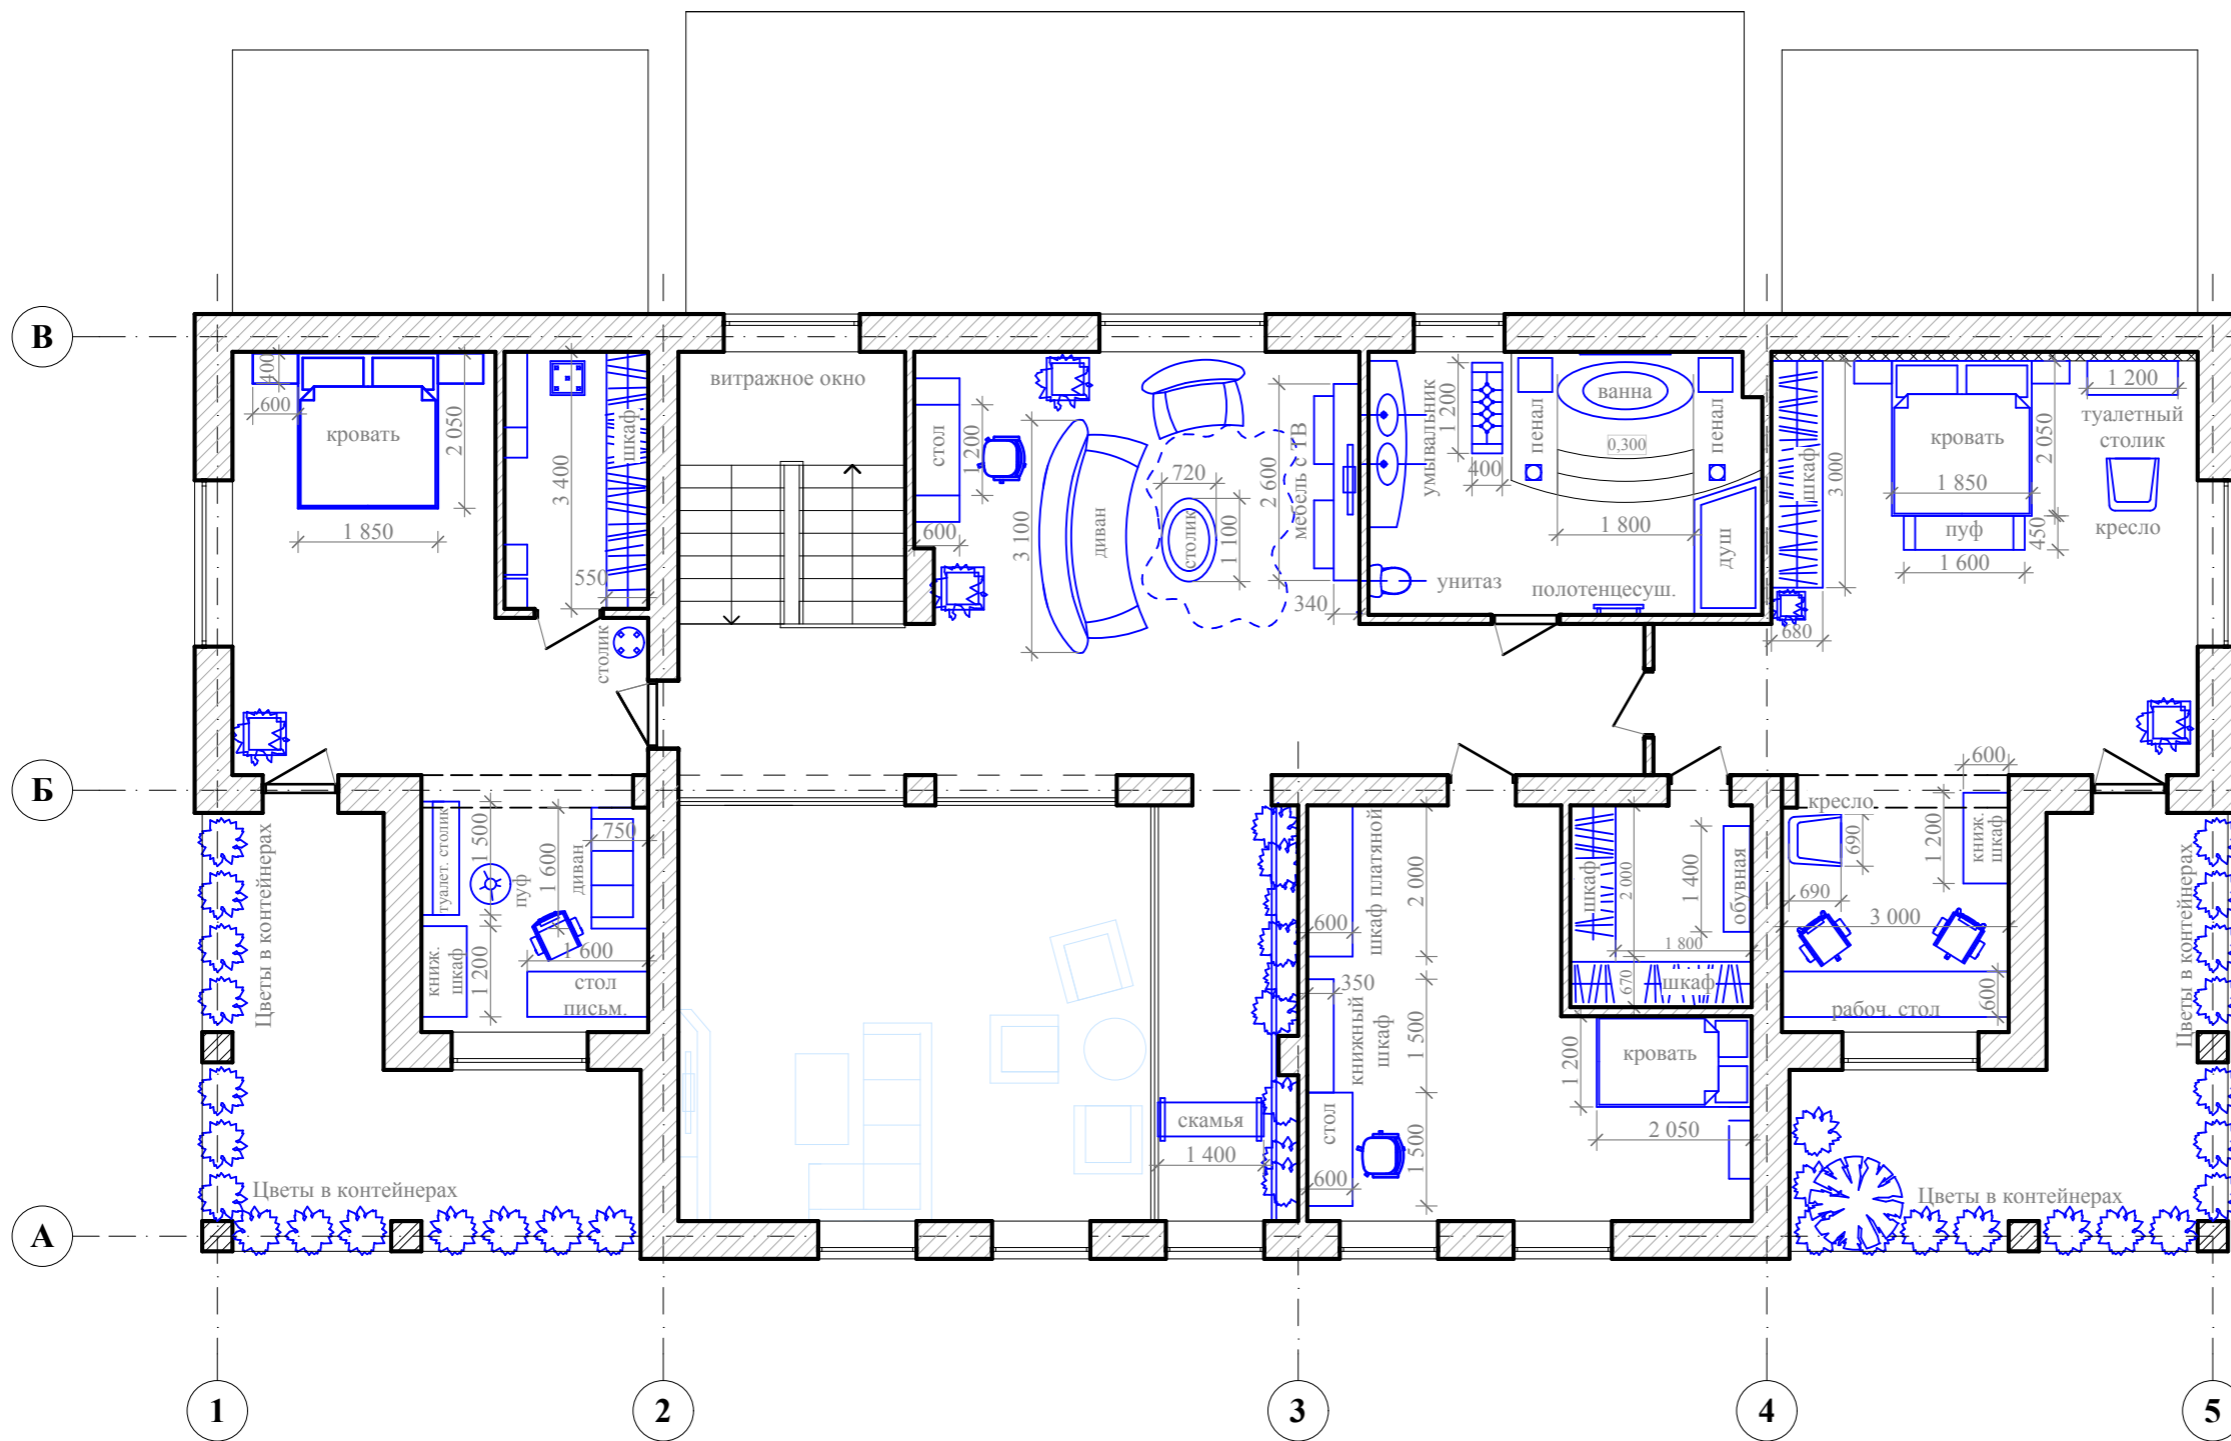 В
Б
А
1
2
3
4
5
400
600
кровать
2 050
1 850
3 400
шкаф
550
столик
витражное окно
стол
1 200
600
3 100
диван
720
столик
1 100
2 600
мебель с ТВ
340
умывальник
1 200
400
унитаз
пенал
ванна
0,300
пенал
1 800
душ
полотенцесуш.
шкаф
3 000
680
кровать
1 850
2 050
пуф
450
1 600
1 200
туалетный
столик
кресло
Цветы в контейнерах
туалет. столик
1 500
пуф
1 600
диван
750
книж.
шкаф
1 200
1 600
стол
письм.
Цветы в контейнерах
скамья
1 400
шкаф платяной
2 000
600
350
книжный
шкаф
1 500
стол
1 500
600
шкаф
2 000
1 400
обувная
1 800
670
шкаф
кровать
1 200
2 050
кресло
690
690
600
1 200
книж.
шкаф
3 000
600
рабоч. стол
Цветы в контейнерах
Цветы в контейнерах